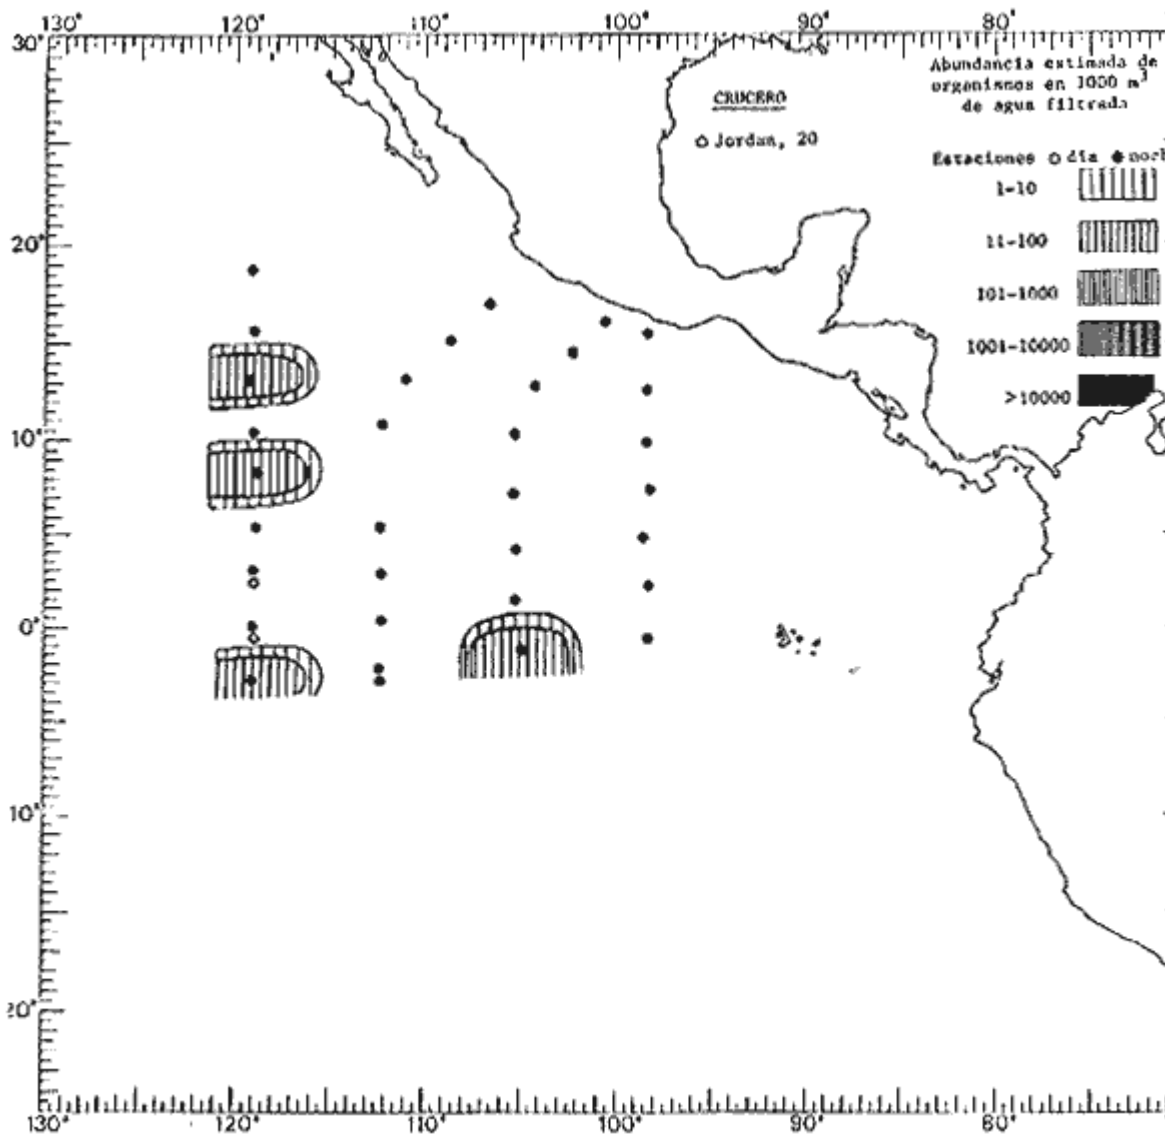 130° 120° 110° 100° 90° 80°
30°
Abundancia estimada de
organismos en 1000 m³
de agua filtrada
CRUCERO
Jordan, 20
Estaciones día noch
1-10
11-100
101-1000
1001-10000
>10000
20°
10°
0°
10°
20°
130° 120° 110° 100° 90° 80°